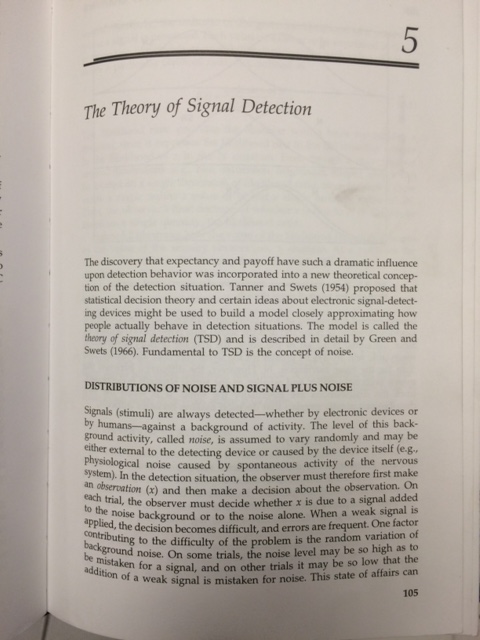 5
The Theory of Signal Detection
The discovery that expectancy and payoff have such a dramatic influence
upon detection behavior was incorporated into a new theoretical concep-
tion of the detection situation. Tanner and Swets (1954) proposed that
statistical decision theory and certain ideas about electronic signal-detect-
ing devices might be used to build a model closely approximating how
people actually behave in detection situations. The model is called the
theory of signal detection (TSD) and is described in detail by Green and
Swets (1966). Fundamental to TSD is the concept of noise.
DISTRIBUTIONS OF NOISE AND SIGNAL PLUS NOISE
Signals (stimuli) are always detected—whether by electronic devices or
by humans—against a background of activity. The level of this back-
ground activity, called noise, is assumed to vary randomly and may be
either external to the detecting device or caused by the device itself (e.g.,
physiological noise caused by spontaneous activity of the nervous
system). In the detection situation, the observer must therefore first make
an observation (x) and then make a decision about the observation. On
each trial, the observer must decide whether x is due to a signal added
to the noise background or to the noise alone. When a weak signal is
applied, the decision becomes difficult, and errors are frequent. One factor
contributing to the difficulty of the problem is the random variation of
background noise. On some trials, the noise level may be so high as to
be mistaken for a signal, and on other trials it may be so low that the
addition of a weak signal is mistaken for noise. This state of affairs can
105